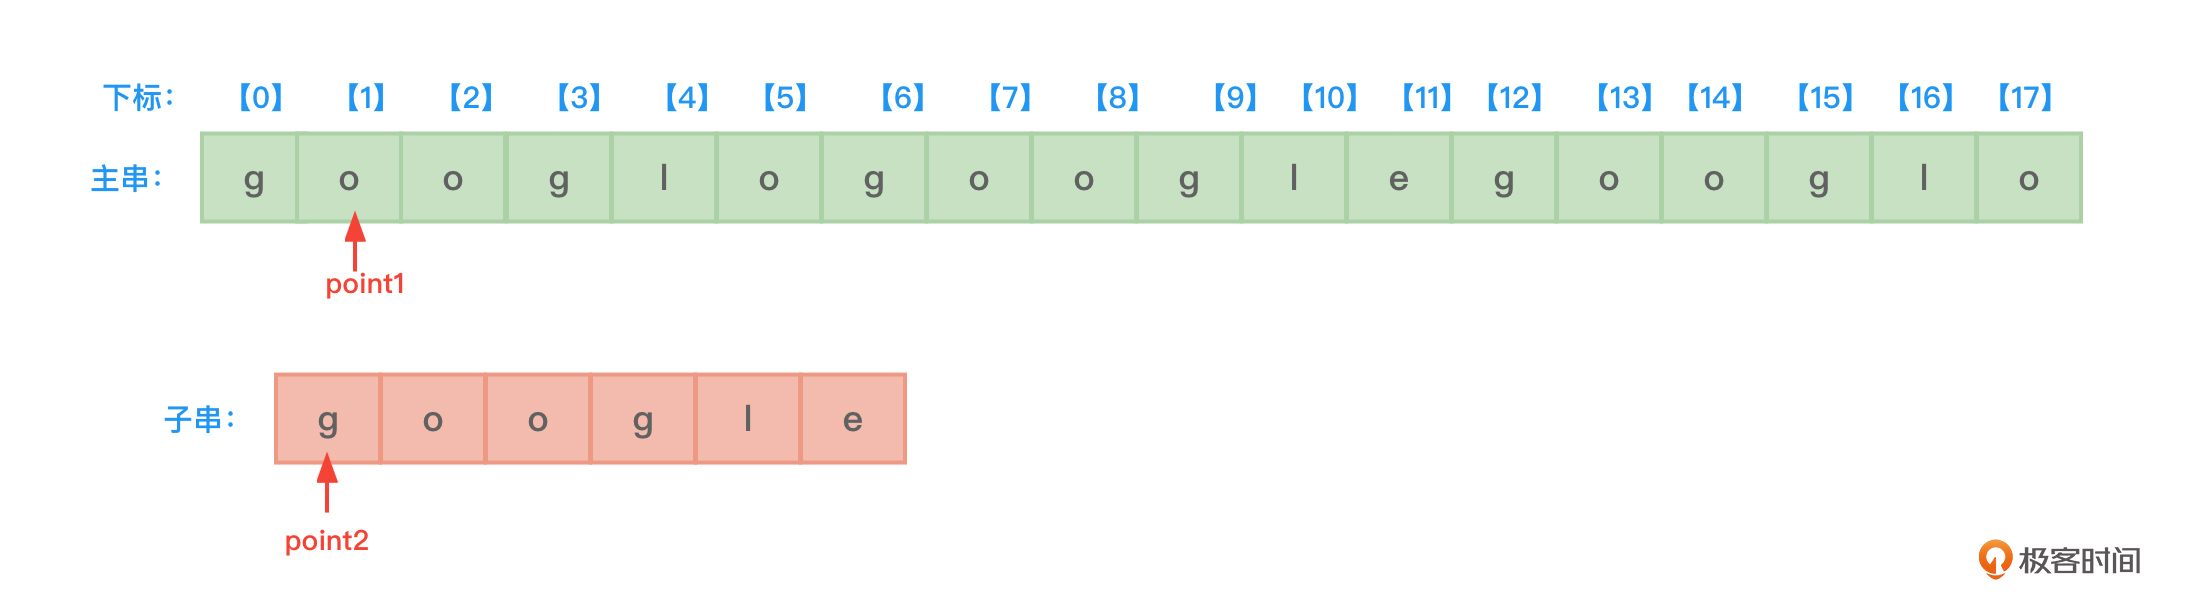 下标： 【0】 【1】 【2】 【3】 【4】 【5】 【6】 【7】 【8】 【9】 【10】 【11】 【12】 【13】 【14】 【15】 【16】 【17】
主串： g o o g l o g o o g l e g o o g l o
point1
子串： g o o g l e
point2
极客时间